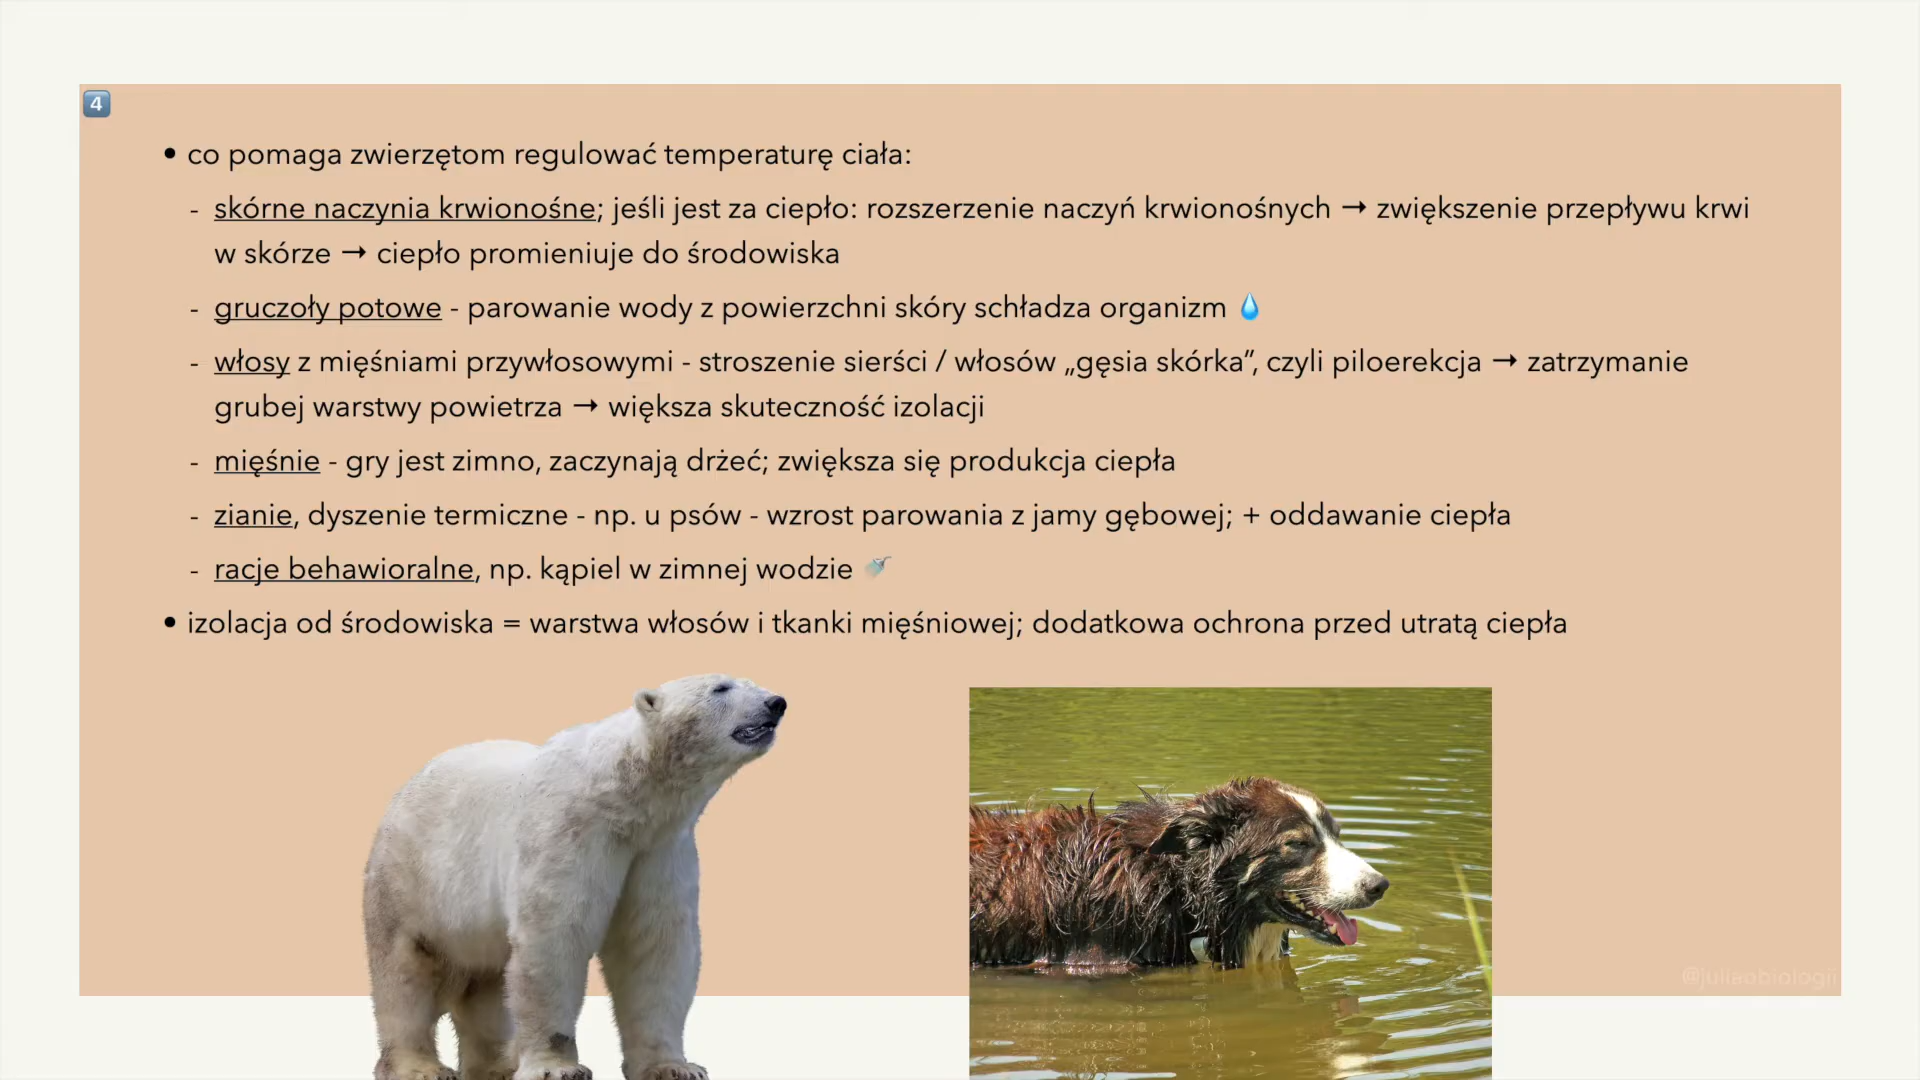 4
• co pomaga zwierzętom regulować temperaturę ciała:
- skórne naczynia krwionośne; jeśli jest za ciepło: rozszerzenie naczyń krwionośnych → zwiększenie przepływu krwi
w skórze → ciepło promieniuje do środowiska
- gruczoły potowe - parowanie wody z powierzchni skóry schładza organizm 💧
- włosy z mięśniami przywłosowymi - stroszenie sierści / włosów „gęsia skórka”, czyli piloerekcja → zatrzymanie
grubej warstwy powietrza → większa skuteczność izolacji
- mięśnie - gry jest zimno, zaczynają drżeć; zwiększa się produkcja ciepła
- zianie, dyszenie termiczne - np. u psów - wzrost parowania z jamy gębowej; + oddawanie ciepła
- racje behawioralne, np. kąpiel w zimnej wodzie 🚿
• izolacja od środowiska = warstwa włosów i tkanki mięśniowej; dodatkowa ochrona przed utratą ciepła
@juliaobiologii